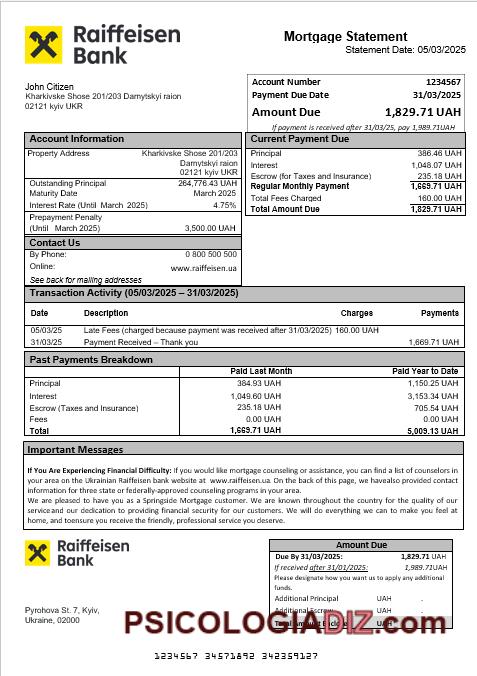 Raiffeisen
Bank
Mortgage Statement
Statement Date: 05/03/2025
John Citizen
Kharkivske Shose 201/203 Darnytskyi raion
02121 kyiv UKR
Account Number 1234567
Payment Due Date 31/03/2025
Amount Due 1,829.71 UAH
If payment is received after 31/03/25, pay 1,989.71UAH
Account Information
Property Address Kharkivske Shose 201/203
Darnytskyi raion
02121 kyiv UKR
Outstanding Principal 264,776.43 UAH
Maturity Date March 2025
Interest Rate (Until March 2025) 4.75%
Prepayment Penalty
(Until March 2025) 3,500.00 UAH
Contact Us
By Phone: 0 800 500 500
Online: www.raiffeisen.ua
See back for mailing addresses
Current Payment Due
Principal 386.46 UAH
Interest 1,048.07 UAH
Escrow (for Taxes and Insurance) 235.18 UAH
Regular Monthly Payment 1,669.71 UAH
Total Fees Charged 160.00 UAH
Total Amount Due 1,829.71 UAH
Transaction Activity (05/03/2025 – 31/03/2025)
Date Description Charges Payments
05/03/25 Late Fees (charged because payment was received after 31/03/2025) 160.00 UAH
31/03/25 Payment Received – Thank you 1,669.71 UAH
Past Payments Breakdown
Paid Last Month Paid Year to Date
Principal 384.93 UAH 1,150.25 UAH
Interest 1,049.60 UAH 3,153.34 UAH
Escrow (Taxes and Insurance) 235.18 UAH 705.54 UAH
Fees 0.00 UAH 0.00 UAH
Total 1,669.71 UAH 5,009.13 UAH
Important Messages
If You Are Experiencing Financial Difficulty: If you would like mortgage counseling or assistance, you can find a list of counselors in
your area on the Ukrainian Raiffeisen bank website at www.raiffeisen.ua. On the back of this page, we havealso provided contact
information for three state or federally-approved counseling programs in your area.
We are pleased to have you as a Springside Mortgage customer. We are known throughout the country for the quality of our
serviceand our dedication to providing financial security for our customers. We will do everything we can to make you feel at
home, and toensure you receive the friendly, professional service you deserve.
Raiffeisen
Bank
Pyrohova St. 7, Kyiv,
Ukraine, 02000
Amount Due
Due By 31/03/2025: 1,829.71 UAH
If received after 31/01/2025: 1,989.71UAH
Please designate how you want us to apply any additional
funds.
Additional Principal UAH .
Additional Escrow UAH .
Total Amount Enclosed UAH .
PSICOLOGIADIZ.com
1234567 34571892 342359127